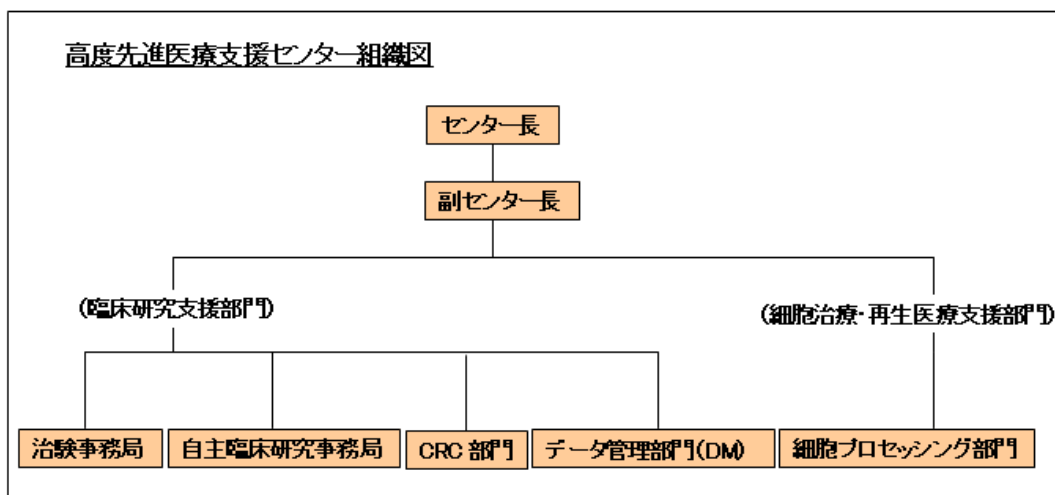 高度先進医療支援センター組織図
センター長
副センター長
(臨床研究支援部門)
(細胞治療・再生医療支援部門)
治験事務局
自主臨床研究事務局
CRC 部門
データ管理部門(DM)
細胞プロセッシング部門